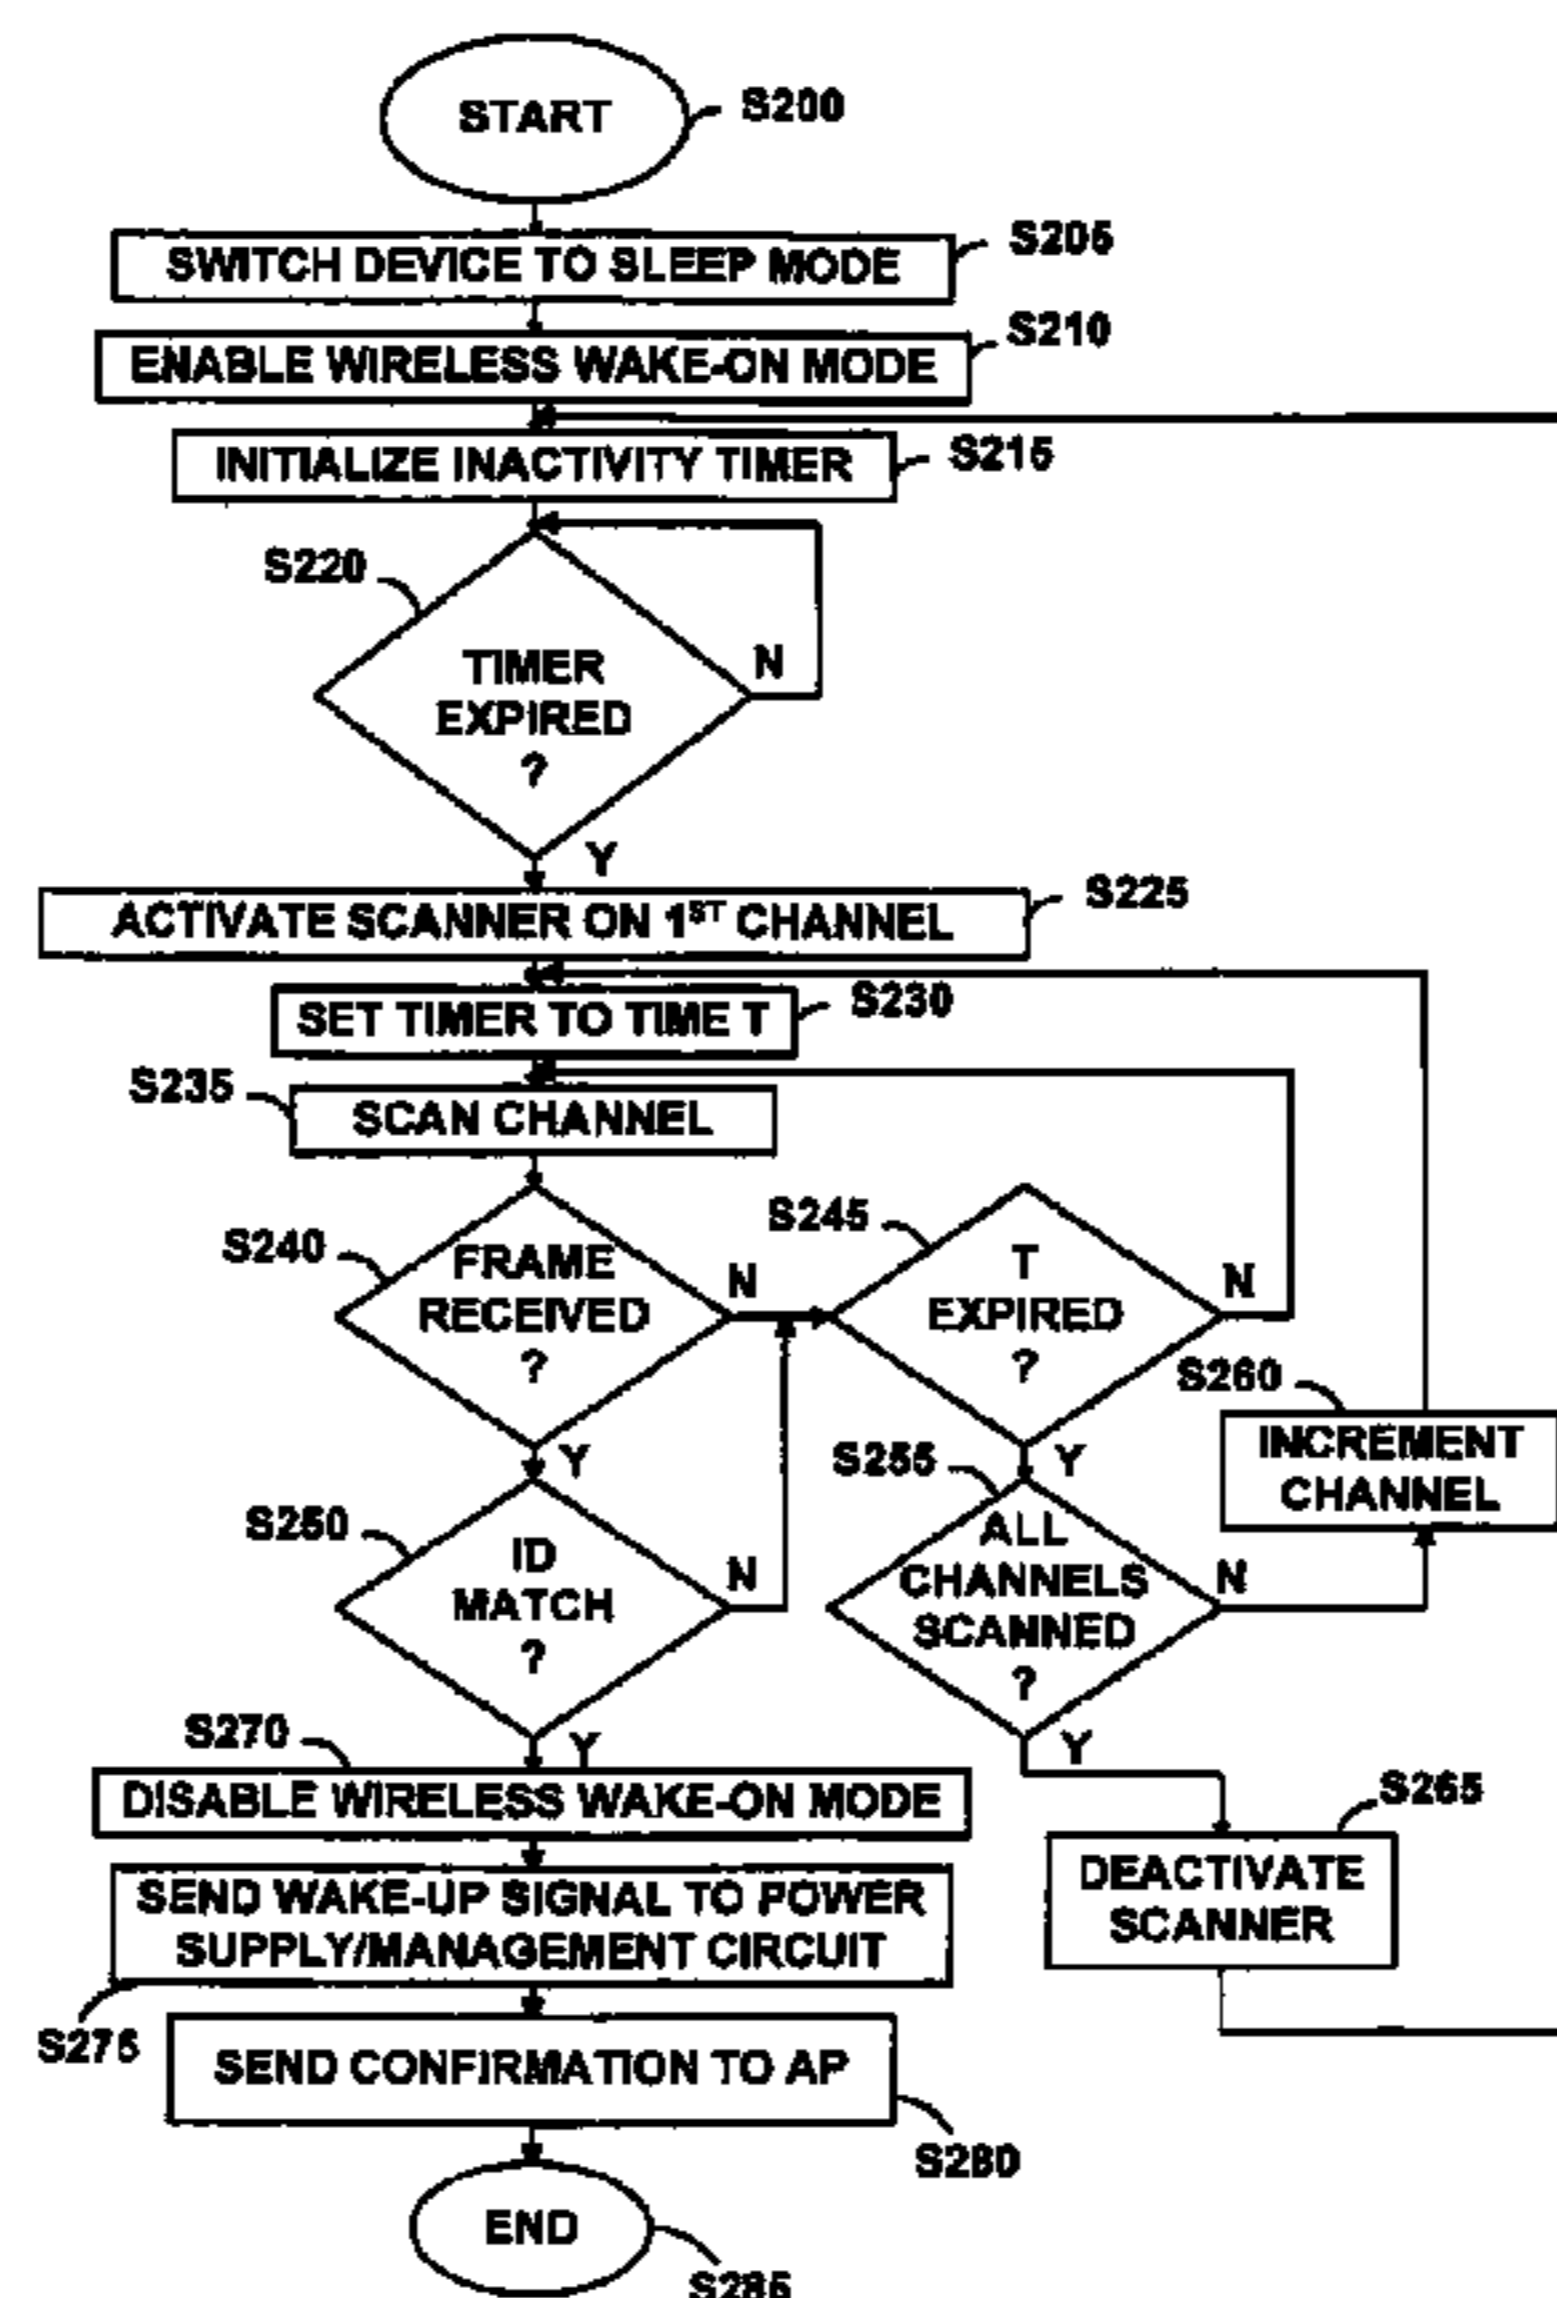 START
S200
SWITCH DEVICE TO SLEEP MODE
S205
ENABLE WIRELESS WAKE-ON MODE
S210
INITIALIZE INACTIVITY TIMER
S215
S220
TIMER
EXPIRED
?
N
Y
ACTIVATE SCANNER ON 1ST CHANNEL
S225
SET TIMER TO TIME T
S230
S235
SCAN CHANNEL
S240
FRAME
RECEIVED
?
N
Y
S245
T
EXPIRED
?
N
Y
S260
INCREMENT
CHANNEL
S250
ID
MATCH
?
N
Y
S255
ALL
CHANNELS
SCANNED
?
N
Y
S270
DISABLE WIRELESS WAKE-ON MODE
S265
DEACTIVATE
SCANNER
SEND WAKE-UP SIGNAL TO POWER
SUPPLY/MANAGEMENT CIRCUIT
S275
SEND CONFIRMATION TO AP
S280
END
S285